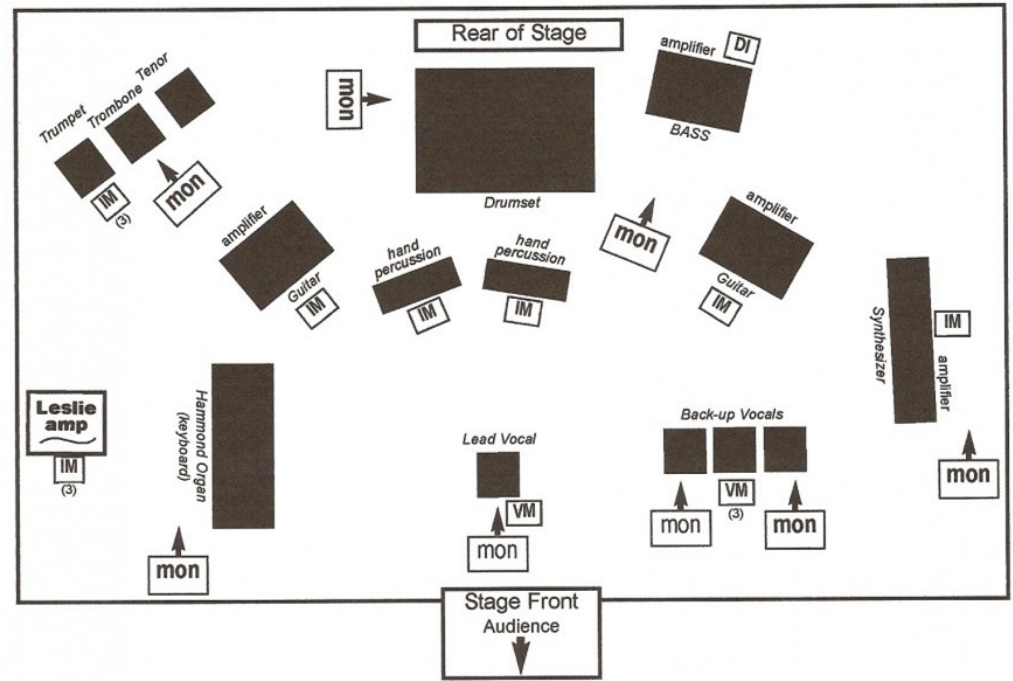 Rear of Stage
amplifier
DI
BASS
mon
Drumset
Tenor
Trombone
Trumpet
IM
(3)
mon
amplifier
Guitar
IM
hand
percussion
IM
hand
percussion
IM
mon
amplifier
Guitar
IM
Synthesizer
IM
amplifier
mon
Leslie
amp
IM
(3)
Hammond Organ
(keyboard)
mon
Lead Vocal
VM
mon
Back-up Vocals
VM
(3)
mon
mon
Stage Front
Audience